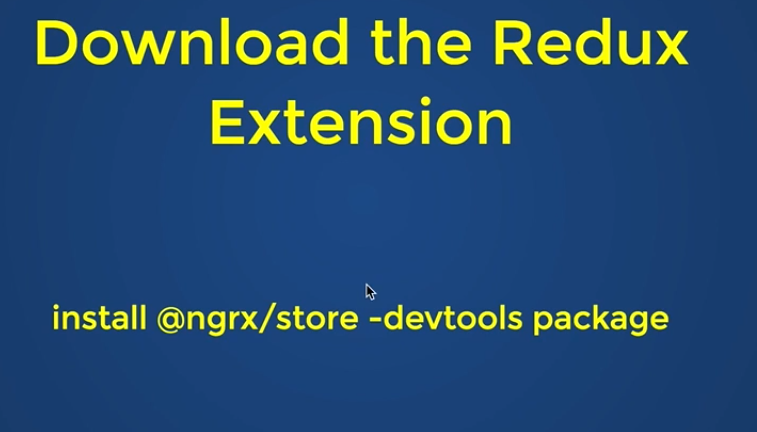 Download the Redux
Extension
install @ngrx/store -devtools package